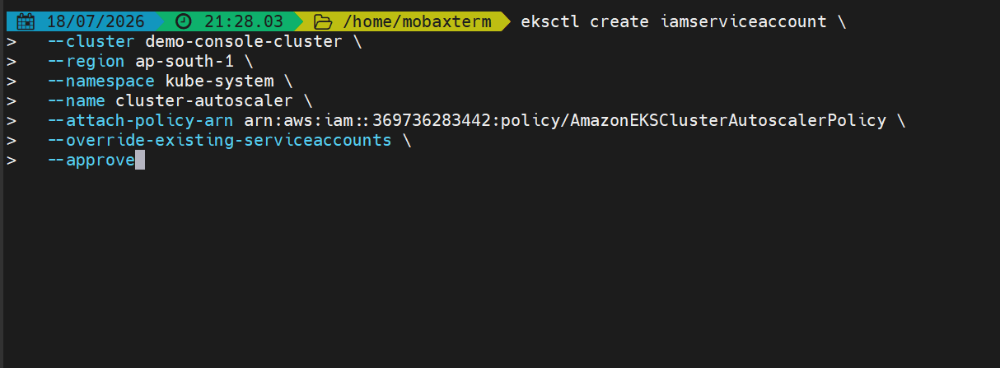 18/07/2026 21:28.03 /home/mobaxterm eksctl create iamserviceaccount \
> --cluster demo-console-cluster \
> --region ap-south-1 \
> --namespace kube-system \
> --name cluster-autoscaler \
> --attach-policy-arn arn:aws:iam::369736283442:policy/AmazonEKSClusterAutoscalerPolicy \
> --override-existing-serviceaccounts \
> --approve